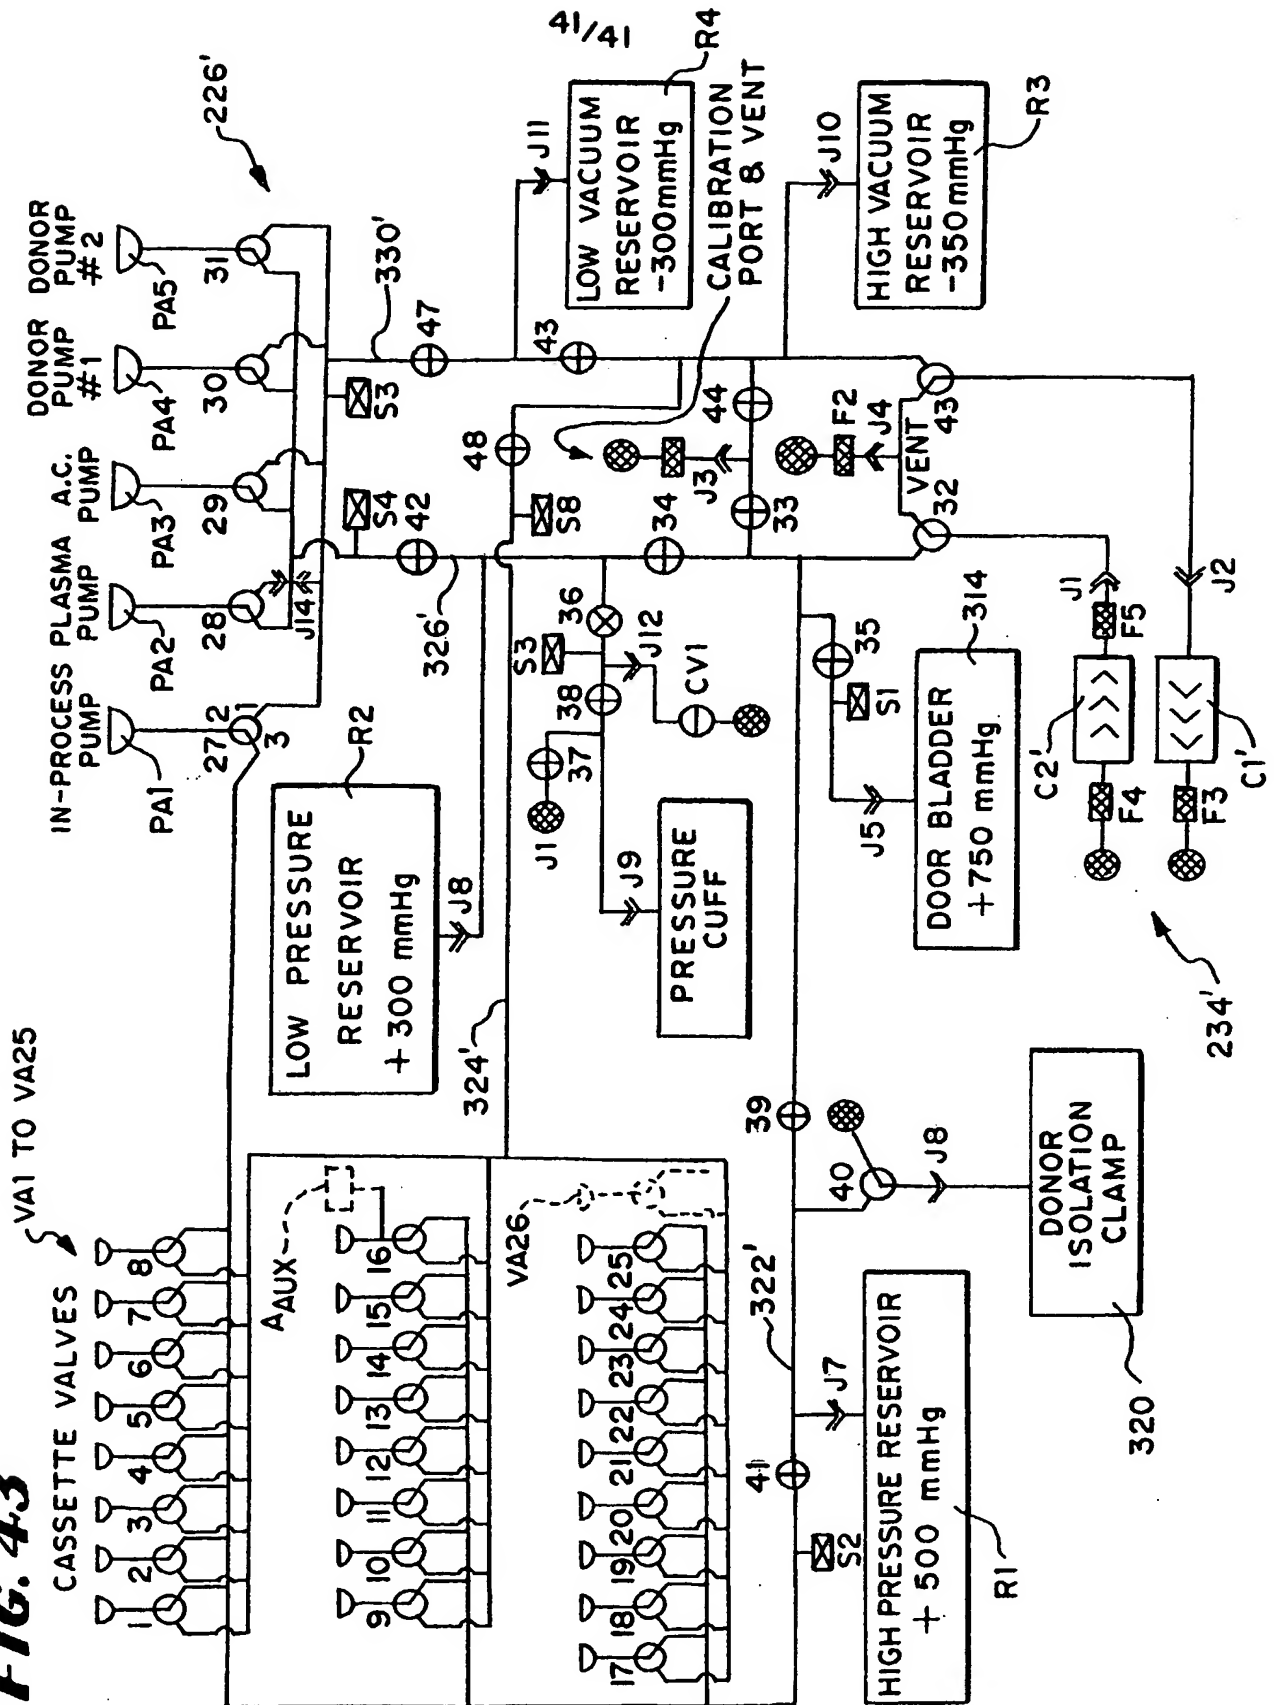 41/41
FIG. 43
VA1 TO VA25
CASSETTE VALVES
1
2
3
4
5
6
7
8
AAUX
9
10
11
12
13
14
15
16
VA26
17
18
19
20
21
22
23
24
25
226'
IN-PROCESS
PUMP
PLASMA
PUMP
A.C.
PUMP
DONOR
PUMP
#1
DONOR
PUMP
#2
PA1
PA2
PA3
PA4
PA5
27
2
1
3
28
29
30
31
J14
S4
S3
330'
42
47
326'
R2
LOW PRESSURE
RESERVOIR
+ 300 mmHg
J8
324'
48
S8
J11
LOW VACUUM
RESERVOIR
-300mmHg
R4
43
CALIBRATION
PORT & VENT
J3
34
33
44
S3
36
J12
38
37
J1
CV1
J9
PRESSURE
CUFF
F2
J4
VENT
J10
HIGH VACUUM
RESERVOIR
-350mmHg
R3
32
43
35
S1
J5
DOOR BLADDER
+750 mmHg
314
J1
F5
C2'
F4
J2
C1'
F3
234'
39
40
J8
DONOR
ISOLATION
CLAMP
320
322'
41
S2
J7
HIGH PRESSURE RESERVOIR
+ 500 mmHg
R1